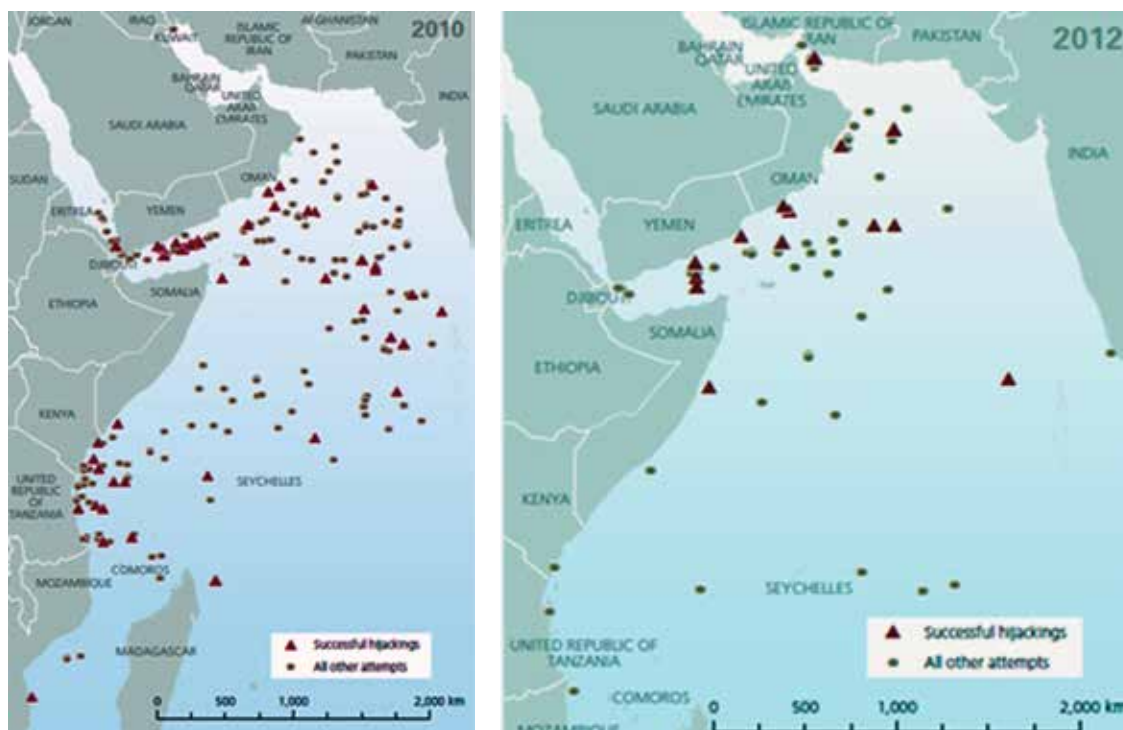 JORDAN
IRAQ
KUWAIT
ISLAMIC
REPUBLIC OF
IRAN
AFGHANISTAN
2010
PAKISTAN
BAHRAIN
QATAR
UNITED
ARAB
EMIRATES
INDIA
SAUDI ARABIA
SUDAN
OMAN
ERITREA
YEMEN
DJIBOUTI
SOMALIA
ETHIOPIA
KENYA
UNITED
REPUBLIC
OF
TANZANIA
SEYCHELLES
COMOROS
MOZAMBIQUE
MADAGASCAR
Successful hijackings
All other attempts
0 500 1,000 2,000 km
ISLAMIC REPUBLIC OF
IRAN
2012
PAKISTAN
BAHRAIN
QATAR
UNITED
ARAB
EMIRATES
SAUDI ARABIA
INDIA
OMAN
YEMEN
ERITREA
DJIBOUTI
SOMALIA
ETHIOPIA
KENYA
SEYCHELLES
UNITED REPUBLIC OF
TANZANIA
COMOROS
MOZAMBIQUE
Successful hijackings
All other attempts
0 500 1,000 2,000 km